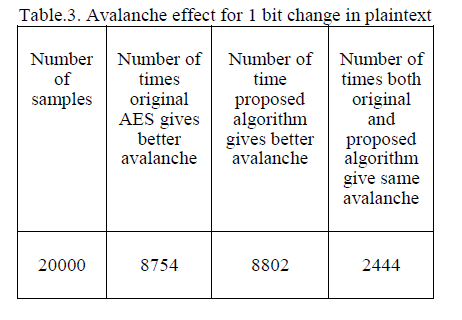 Table.3. Avalanche effect for 1 bit change in plaintext
Number
of
samples
Number of
times
original
AES gives
better
avalanche
Number of
time
proposed
algorithm
gives better
avalanche
Number of
times both
original
and
proposed
algorithm
give same
avalanche
20000
8754
8802
2444